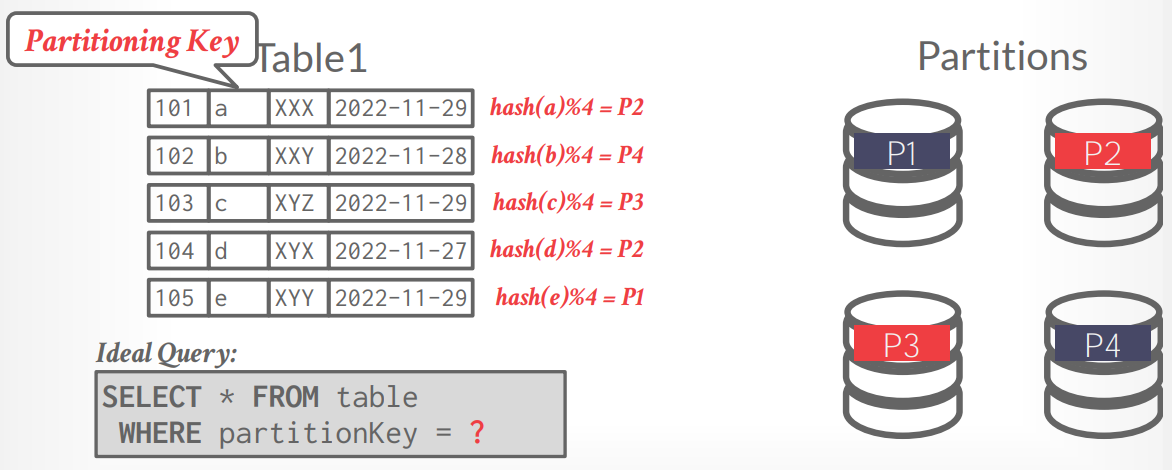 Partitioning Key
Table1
101 a XXX 2022-11-29 hash(a)%4 = P2
102 b XXY 2022-11-28 hash(b)%4 = P4
103 c XYZ 2022-11-29 hash(c)%4 = P3
104 d XYX 2022-11-27 hash(d)%4 = P2
105 e XYY 2022-11-29 hash(e)%4 = P1
Ideal Query:
SELECT * FROM table
WHERE partitionKey = ?
Partitions
P1 P2
P3 P4